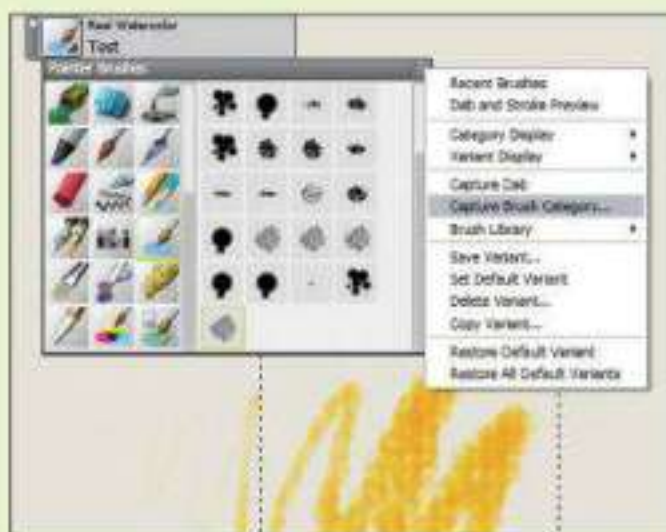 Real Watercolor
Test
Painter Brushes
Recent Brushes
Dab and Stroke Preview
Category Display
Variant Display
Capture Dab
Capture Brush Category...
Brush Library
Save Variant...
Set Default Variant
Delete Variant...
Copy Variant...
Restore Default Variant
Restore All Default Variants